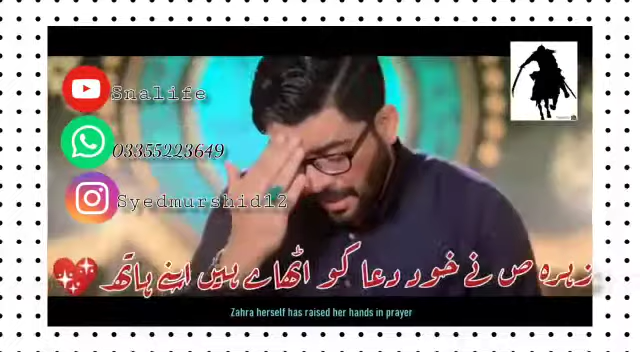 Snalife
03355223649
Syedmurshid12
زہرہ ص نے خود دعا کو اٹھاے ہیں اپنے ہاتھ
Zahra herself has raised her hands in prayer